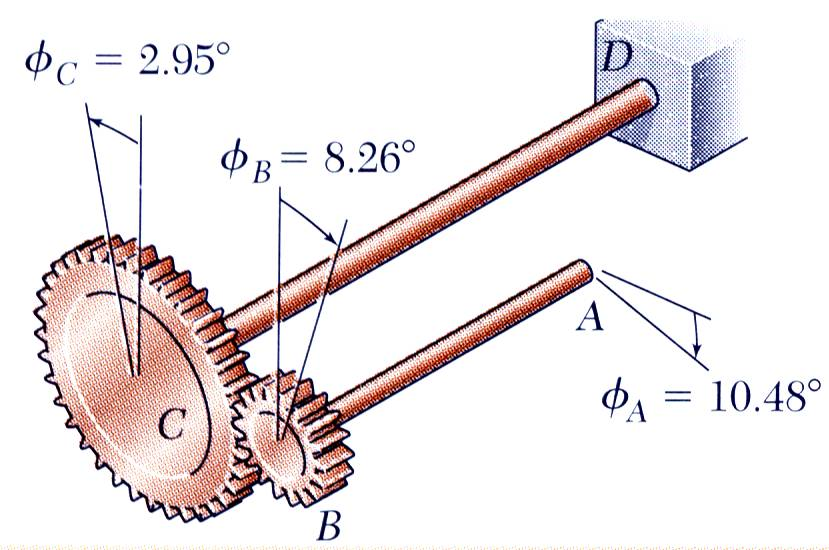 D
ϕC = 2.95°
ϕB = 8.26°
A
ϕA = 10.48°
C
B